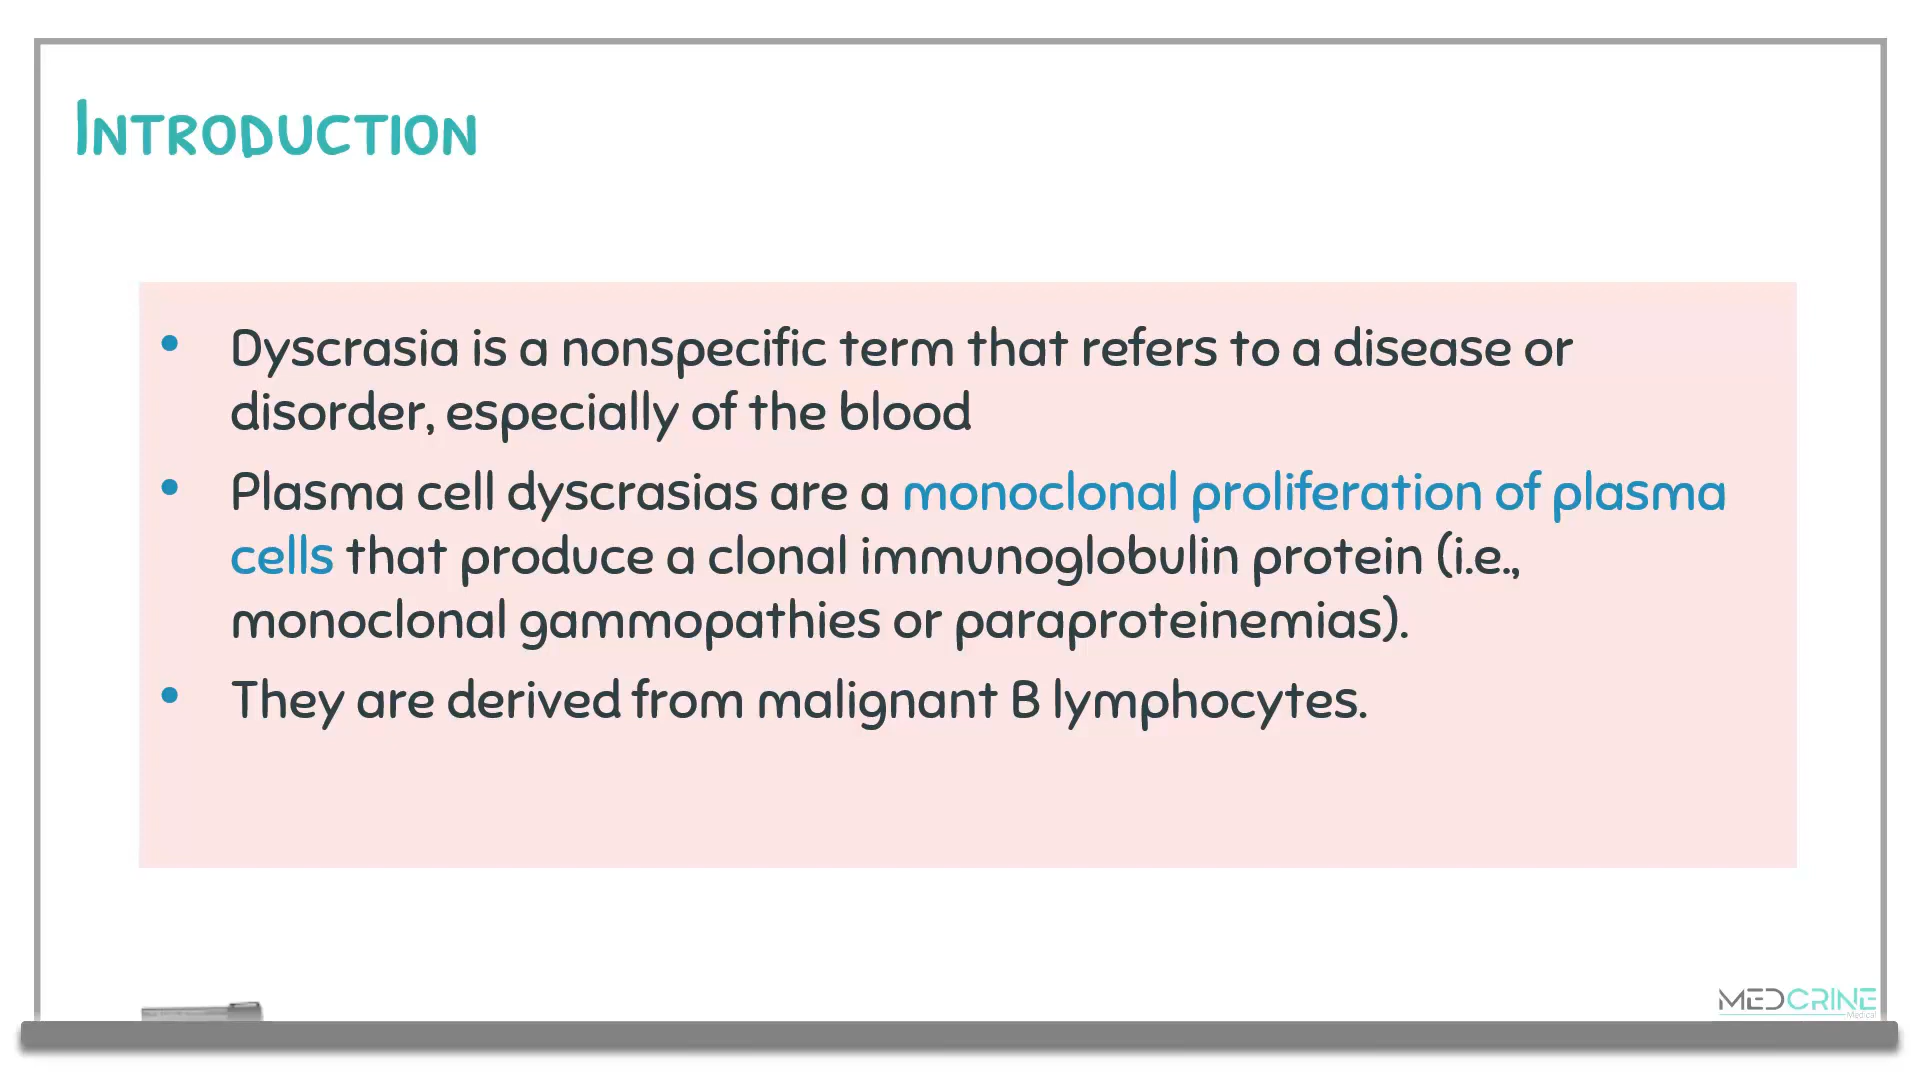 INTRODUCTION
• Dyscrasia is a nonspecific term that refers to a disease or
disorder, especially of the blood
• Plasma cell dyscrasias are a monoclonal proliferation of plasma
cells that produce a clonal immunoglobulin protein (i.e.,
monoclonal gammopathies or paraproteinemias).
• They are derived from malignant B lymphocytes.
MEDCRINE
Medical